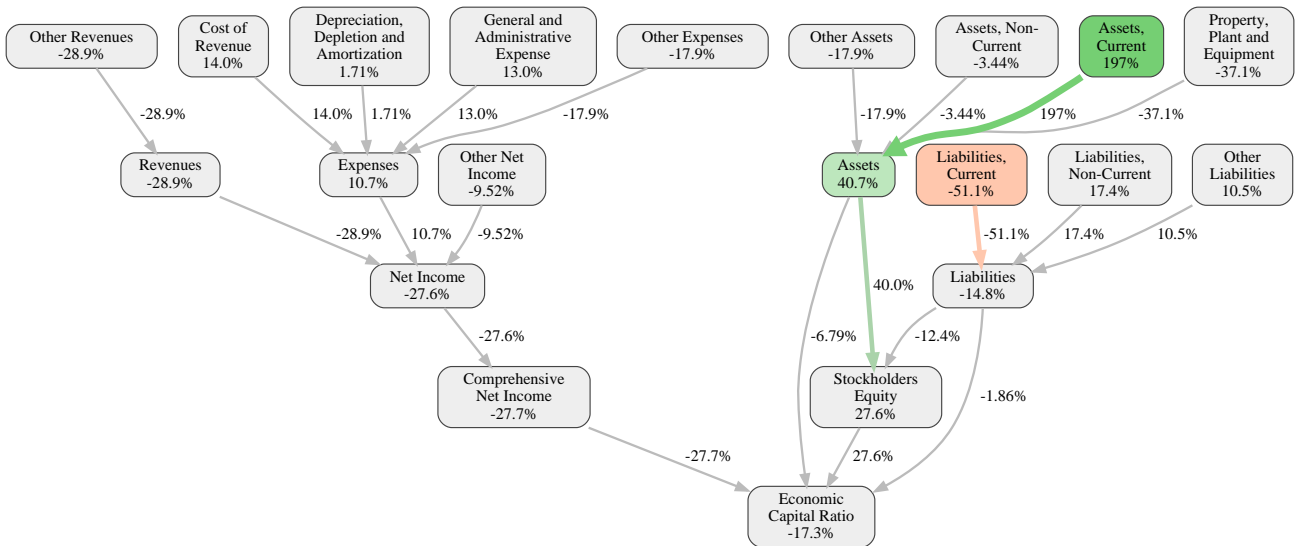 Other Revenues
-28.9%
Cost of
Revenue
14.0%
Depreciation,
Depletion and
Amortization
1.71%
General and
Administrative
Expense
13.0%
Other Expenses
-17.9%
Other Assets
-17.9%
Assets, Non-
Current
-3.44%
Assets,
Current
197%
Property,
Plant and
Equipment
-37.1%
-28.9%
14.0%
1.71%
13.0%
-17.9%
-17.9%
-3.44%
197%
-37.1%
Revenues
-28.9%
Expenses
10.7%
Other Net
Income
-9.52%
Assets
40.7%
Liabilities,
Current
-51.1%
Liabilities,
Non-Current
17.4%
Other
Liabilities
10.5%
-28.9%
10.7%
-9.52%
-51.1%
17.4%
10.5%
Net Income
-27.6%
Liabilities
-14.8%
40.0%
-27.6%
-6.79%
-12.4%
Comprehensive
Net Income
-27.7%
Stockholders
Equity
27.6%
-1.86%
-27.7%
27.6%
Economic
Capital Ratio
-17.3%